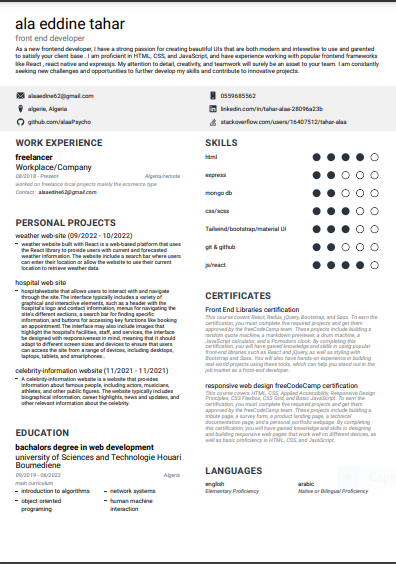 ala eddine tahar
front end developer
As a new frontend developer, I have a strong passion for creating beautiful UIs that are both modern and intewetive to use and garented
to satisfy your client base . I am proficient in HTML, CSS, and JavaScript, and have experience working with popular frontend frameworks
like React , react native and expressjs. My attention to detail, creativity, and teamwork will surely be an asset to your team. I am constantly
seeking new challenges and opportunities to further develop my skills and contribute to innovative projects.
alaaedine62@gmail.com
0559685562
algerie, Algeria
linkedin.com/in/tahar-alaa-28096a23b
github.com/alaaPsycho
stackoverflow.com/users/16407512/tahar-alaa
WORK EXPERIENCE
freelancer
Workplace/Company
08/2018 - Present
Algeria/remote
worked on freelance local projects mainly the ecomerce type
Contact : alaaedine62@gmail.com
PERSONAL PROJECTS
weather web-site (09/2022 - 10/2022)
weather website built with React is a web-based platform that uses
the React library to provide users with current and forecasted
weather information. The website include a search bar where users
can enter their location or allow the website to use their current
location to retrieve weather data.
hospital web site
hospitalwebsite that allows users to interact with and navigate
through the site.The interface typically includes a variety of
graphical and interactive elements, such as a header with the
hospital's logo and contact information, menus for navigating the
site's different sections, a search bar for finding specific
information, and buttons for accessing key functions like booking
an appointment. The interface may also include images that
highlight the hospital's facilities, staff, and services, the interface
be designed with responsiveness in mind, meaning that it should
adapt to different screen sizes and devices to ensure that users
can access the site from a range of devices, including desktops,
laptops, tablets, and smartphones.
celebrity-information website (11/2021 - 11/2021)
A celebrity-information website is a website that provides
information about famous people, including actors, musicians,
athletes, and other public figures. The website typically includes
biographical information, career highlights, news and updates, and
other relevant information about the celebrity.
EDUCATION
bachalors degree in web development
university of Sciences and Technologie Houari
Boumediene
09/2019 - 06/2022
Algeria
main curriculum
introduction to algorithms
network systems
object oriented
programing
human machine
interaction
SKILLS
html
express
mongo db
css/scss
Tailwind/bootstrap/material UI
git & github
js/react
CERTIFICATES
Front End Libraries certification
This course covers React, Redux, jQuery, Bootstrap, and Sass. To earn the
certification, you must complete five required projects and get them
approved by the freeCodeCamp team. These projects include building a
random quote machine, a markdown previewer, a drum machine, a
JavaScript calculator, and a Pomodoro clock. By completing this
certification, you will have gained knowledge and skills in using popular
front-end libraries such as React and jQuery, as well as styling with
Bootstrap and Sass. You will also have hands-on experience in building
real-world projects using these tools, which can help you stand out in the
job market as a front-end developer.
responsive web design freeCodeCamp certification
This course covers HTML, CSS, Applied Accessibility, Responsive Design
Principles, CSS Flexbox, CSS Grid, and Basic JavaScript. To earn the
certification, you must complete five required projects and get them
approved by the freeCodeCamp team. These projects include building a
tribute page, a survey form, a product landing page, a technical
documentation page, and a personal portfolio webpage. By completing
this certification, you will have gained knowledge and skills in designing
and building responsive web pages that work well on different devices, as
well as basic proficiency in HTML, CSS, and JavaScript.
LANGUAGES
english
Elementary Proficiency
arabic
Native or Bilingual Proficiency